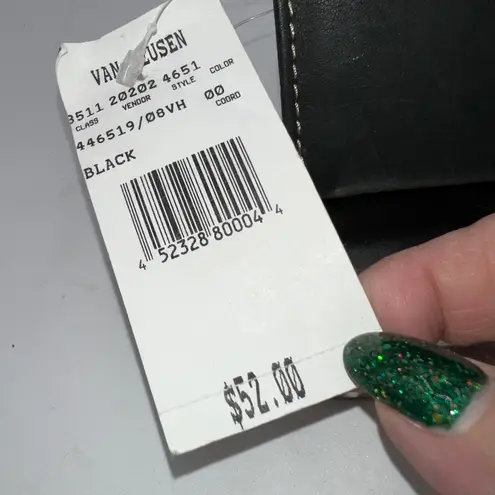 VAN HEUSEN
3511 20202 4651
CLASS VENDOR STYLE COLOR
446519/08VH 00
COORD
BLACK
4 52328 80004 4
$52.00